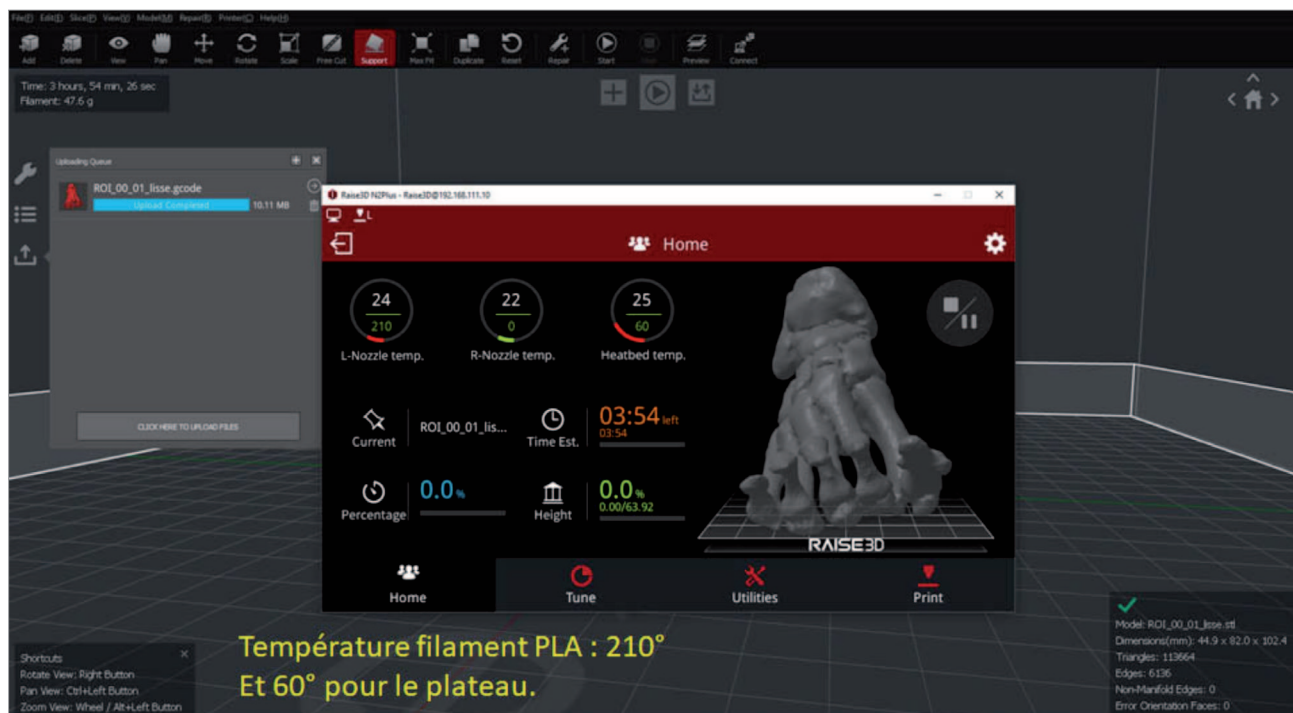 File(F) Edit(E) Slice(P) View(V) Model(M) Repair(R) Printer(C) Help(H)
Add Delete View Pan Move Rotate Scale Free Cut Support Max Fit Duplicate Reset Repair Start Preview Connect
Time: 3 hours, 54 min, 26 sec
Filament: 47.6 g
Uploading Queue
ROI_00_01_lisse.gcode
Upload Completed 10.11 MB
CLICK HERE TO UPLOAD FILES
Raise3D N2Plus - Raise3D@192.168.111.10
L
Home
24 22 25
210 0 60
L-Nozzle temp. R-Nozzle temp. Heatbed temp.
Current ROI_00_01_lis... Time Est. 03:54 left
03:54
Percentage 0.0 % Height 0.0 %
0.00/63.92
RAISE3D
Home Tune Utilities Print
Température filament PLA : 210°
Et 60° pour le plateau.
Shortcuts
Rotate View: Right Button
Pan View: Ctrl+Left Button
Zoom View: Wheel / Alt+Left Button
Model: ROI_00_01_lisse.stl
Dimensions(mm): 44.9 x 82.0 x 102.4
Triangles: 113664
Edges: 6136
Non-Manifold Edges: 0
Error Orientation Faces: 0